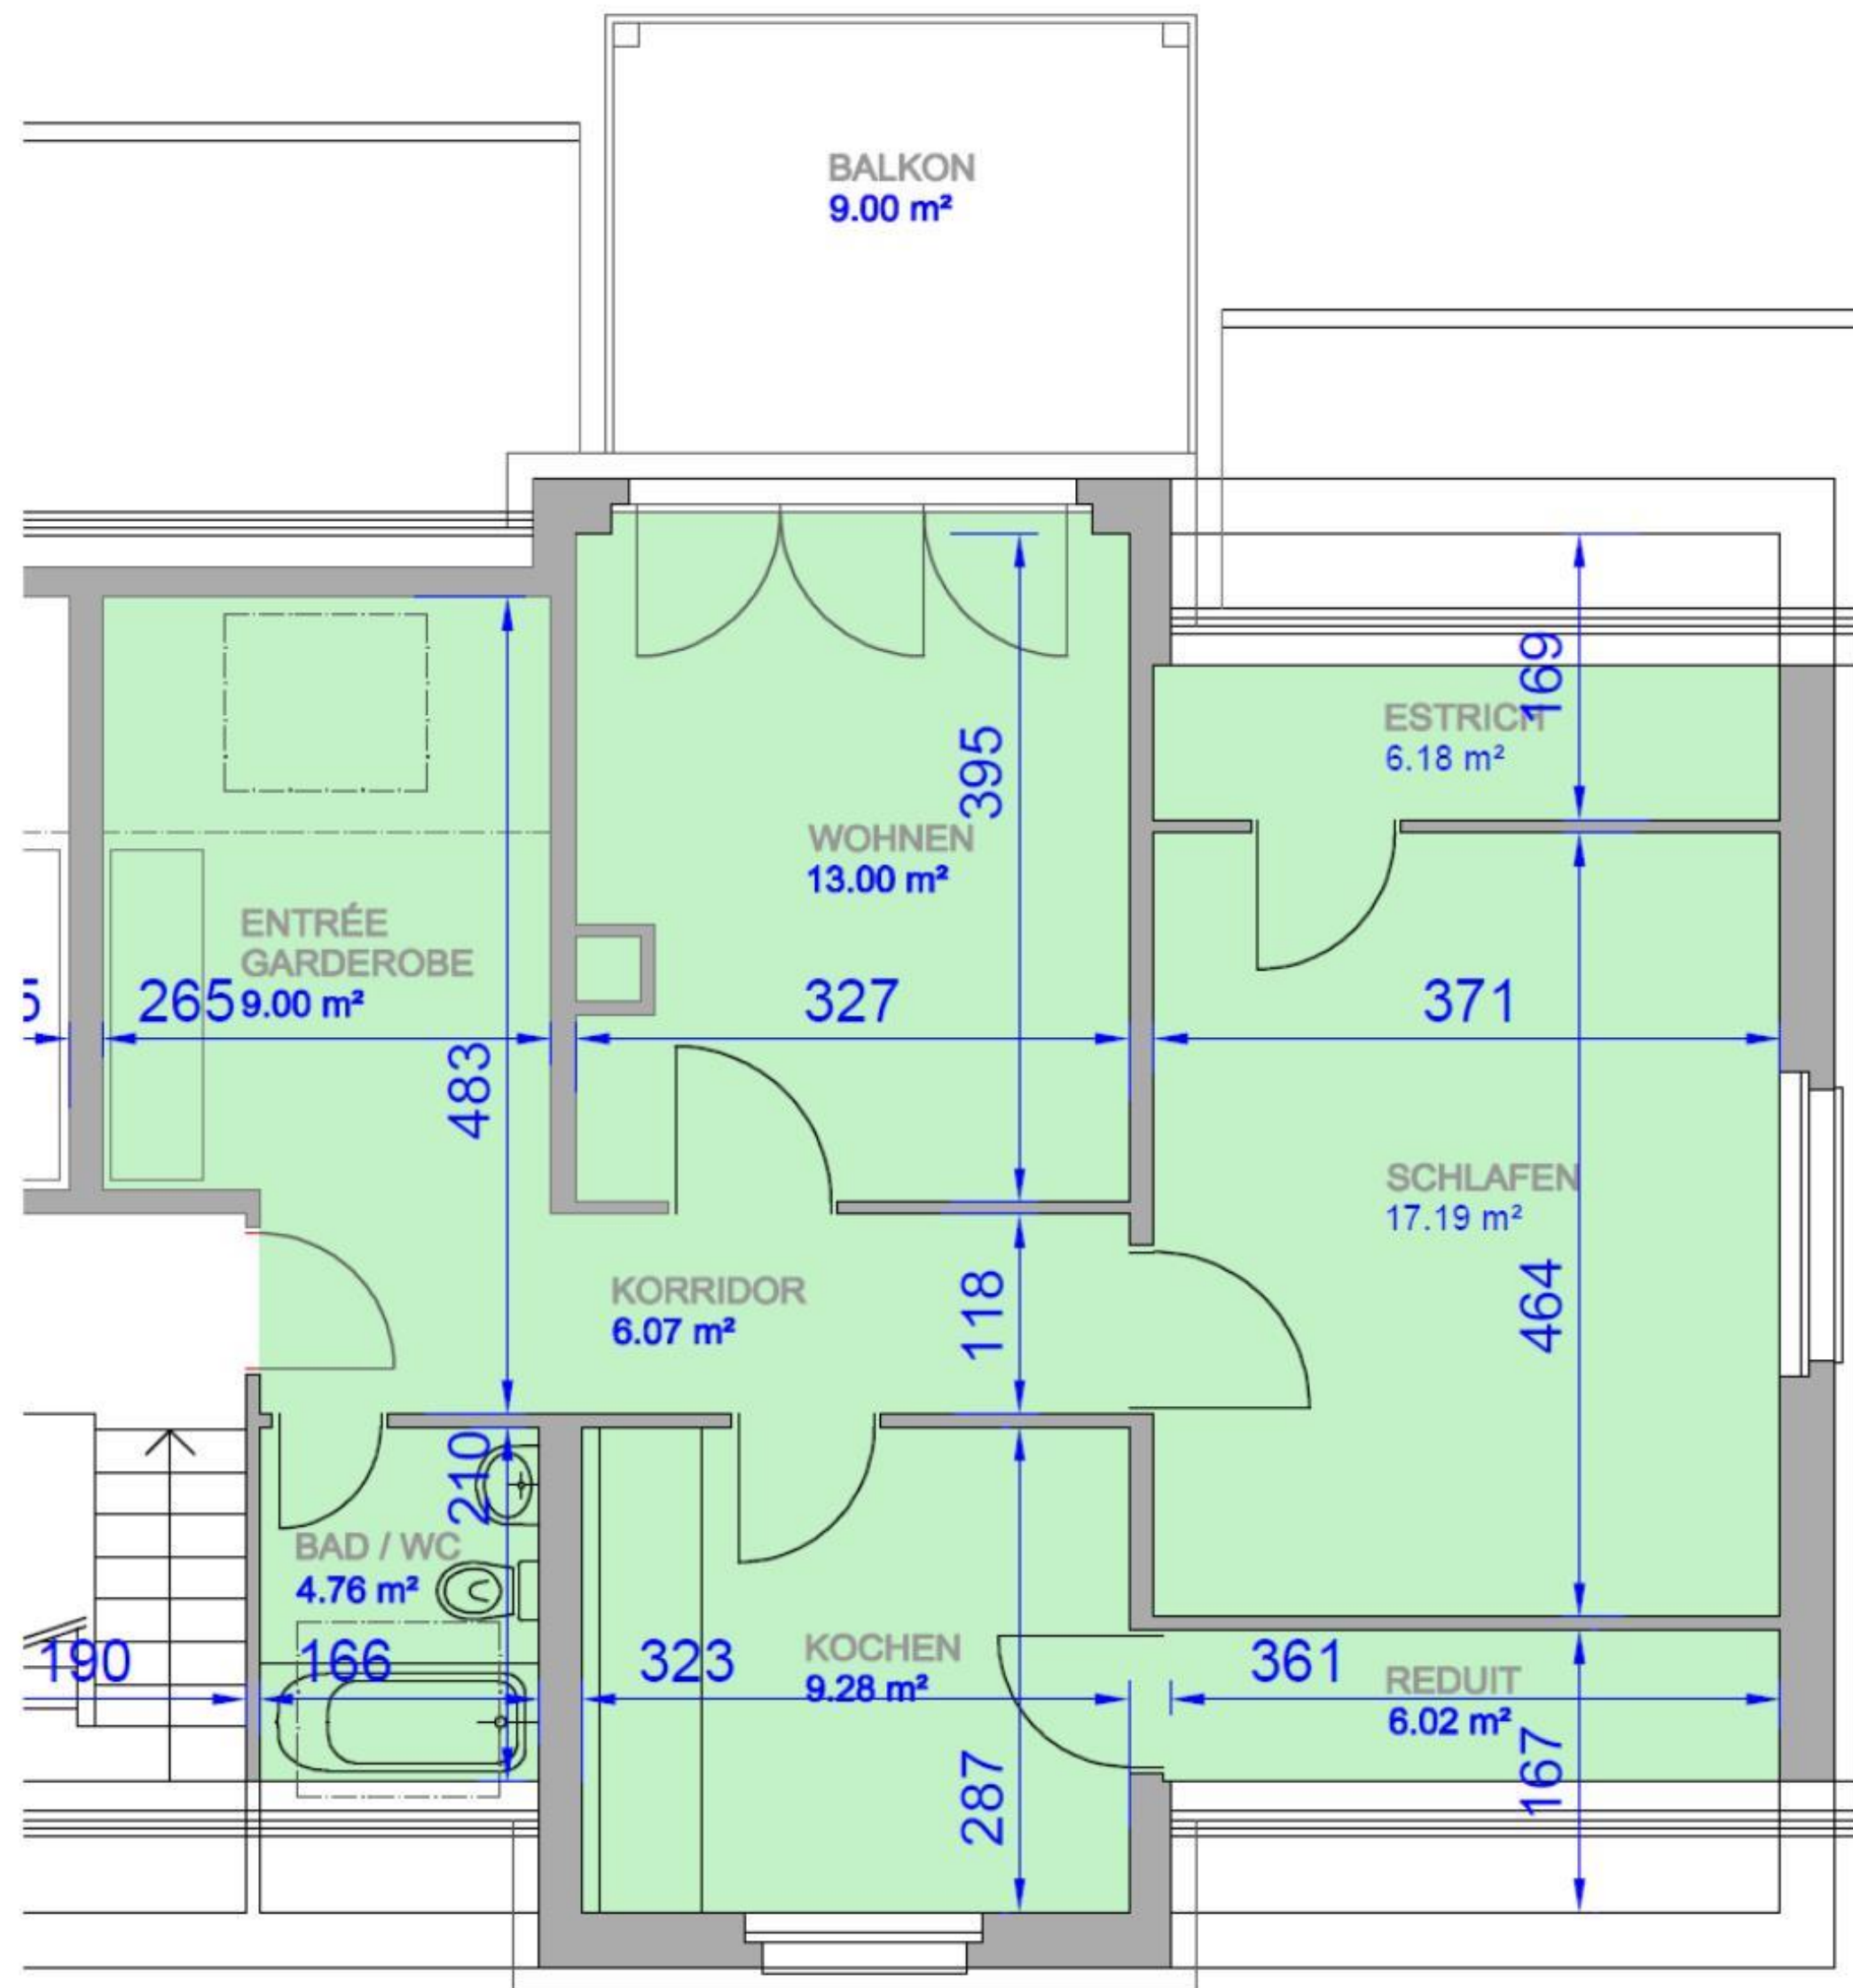 BALKON
9.00 m²
169
ESTRICH
6.18 m²
395
WOHNEN
13.00 m²
ENTRÉE
GARDEROBE
5
265
9.00 m²
327
371
483
SCHLAFEN
17.19 m²
KORRIDOR
6.07 m²
118
464
210
BAD / WC
4.76 m²
190
166
323
KOCHEN
9.28 m²
361
REDUIT
6.02 m²
287
167